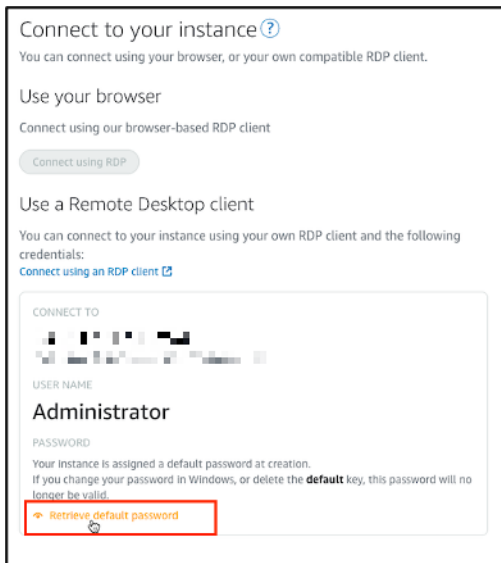 Connect to your instance ?
You can connect using your browser, or your own compatible RDP client.
Use your browser
Connect using our browser-based RDP client
Connect using RDP
Use a Remote Desktop client
You can connect to your instance using your own RDP client and the following
credentials:
Connect using an RDP client
CONNECT TO
USER NAME
Administrator
PASSWORD
Your instance is assigned a default password at creation.
If you change your password in Windows, or delete the default key, this password will no
longer be valid.
Retrieve default password